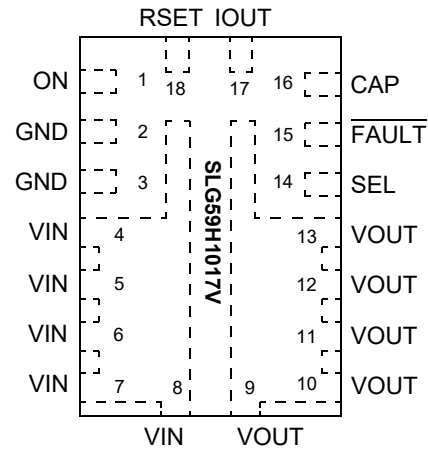 RSET IOUT
ON 1 18 17 16 CAP
GND 2 15 FAULT
GND 3 14 SEL
SLG59H1017V
VIN 4 13 VOUT
VIN 5 12 VOUT
VIN 6 11 VOUT
VIN 7 8 9 10 VOUT
VIN VOUT